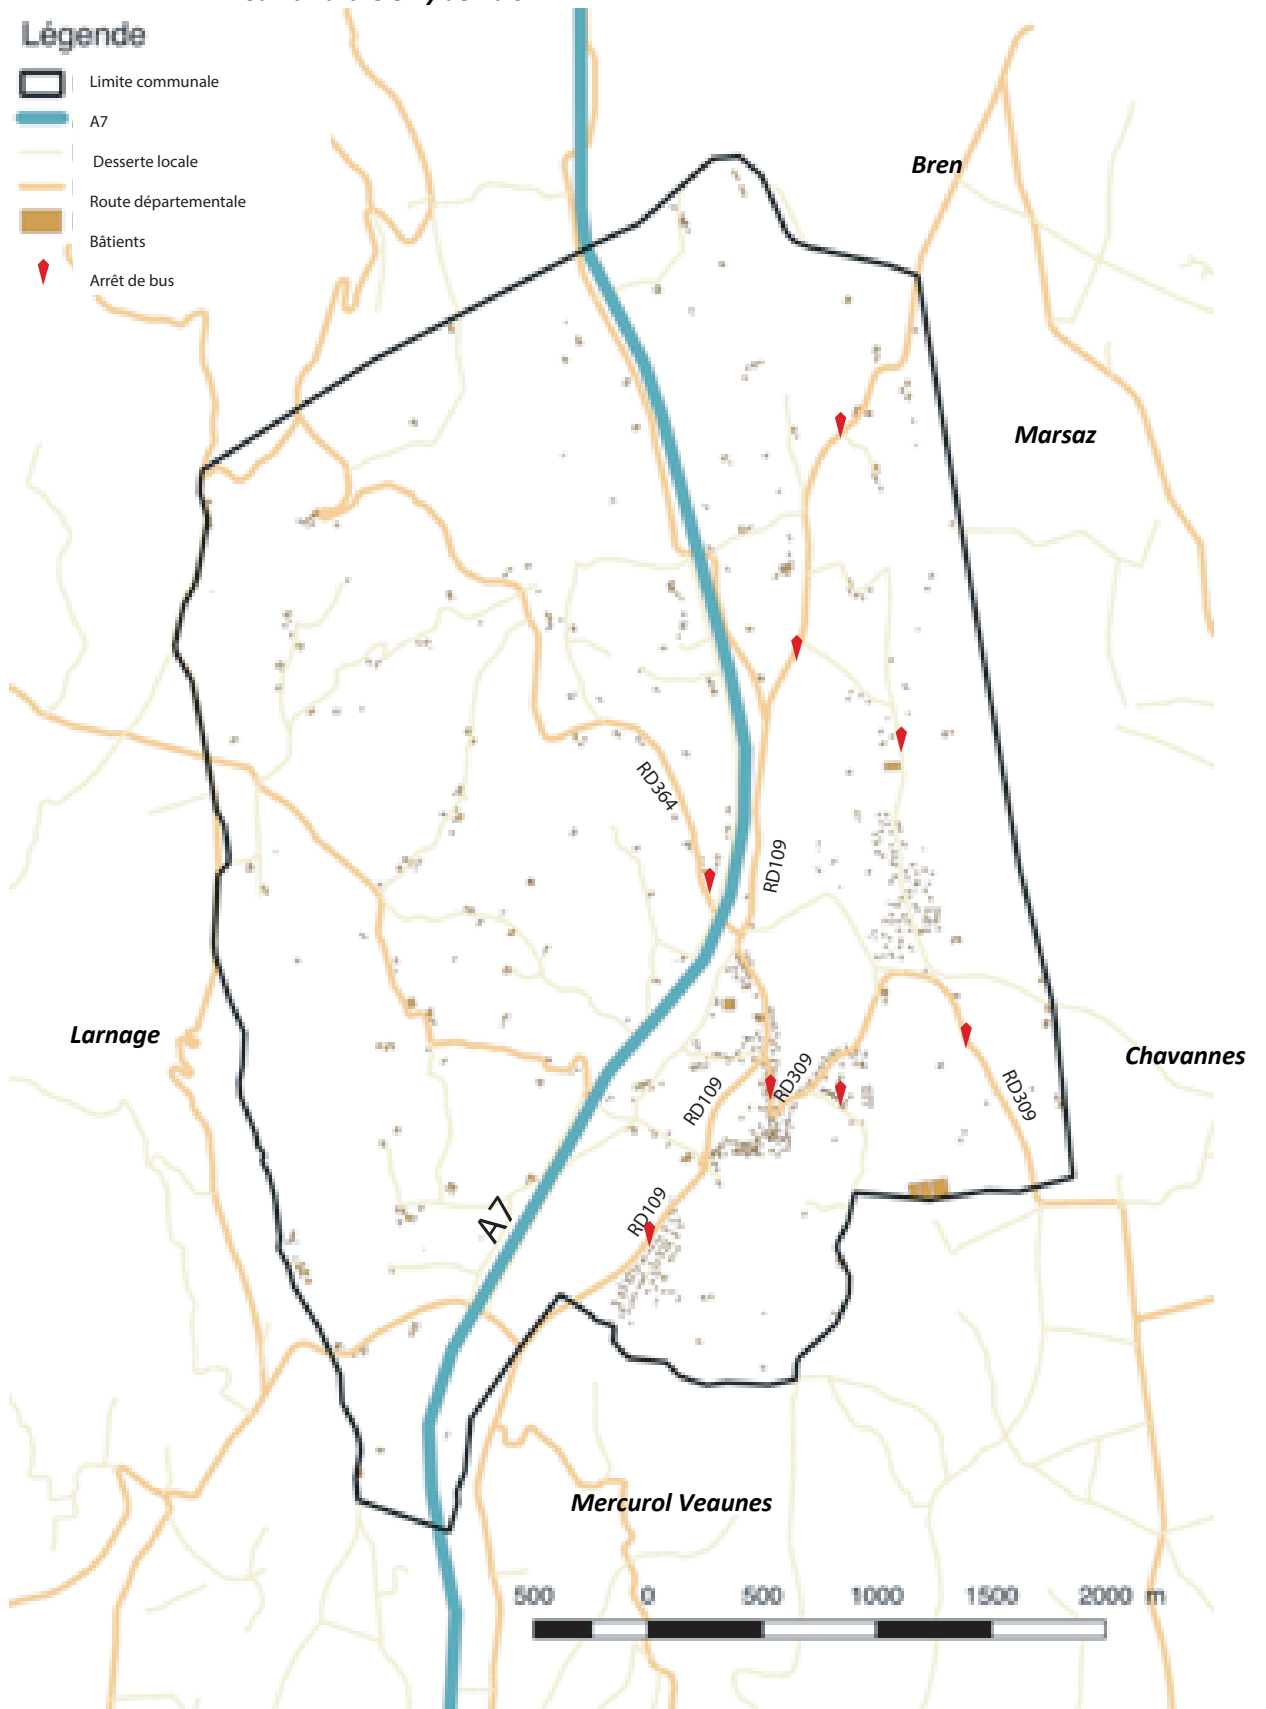 Légende
Limite communale
A7
Desserte locale
Route départementale
Bâtients
Arrêt de bus
Bren
Marsaz
RD364
RD109
Larnage
Chavannes
RD309
RD109
RD309
RD109
A7
Mercurol Veaunes
500 0 500 1000 1500 2000 m